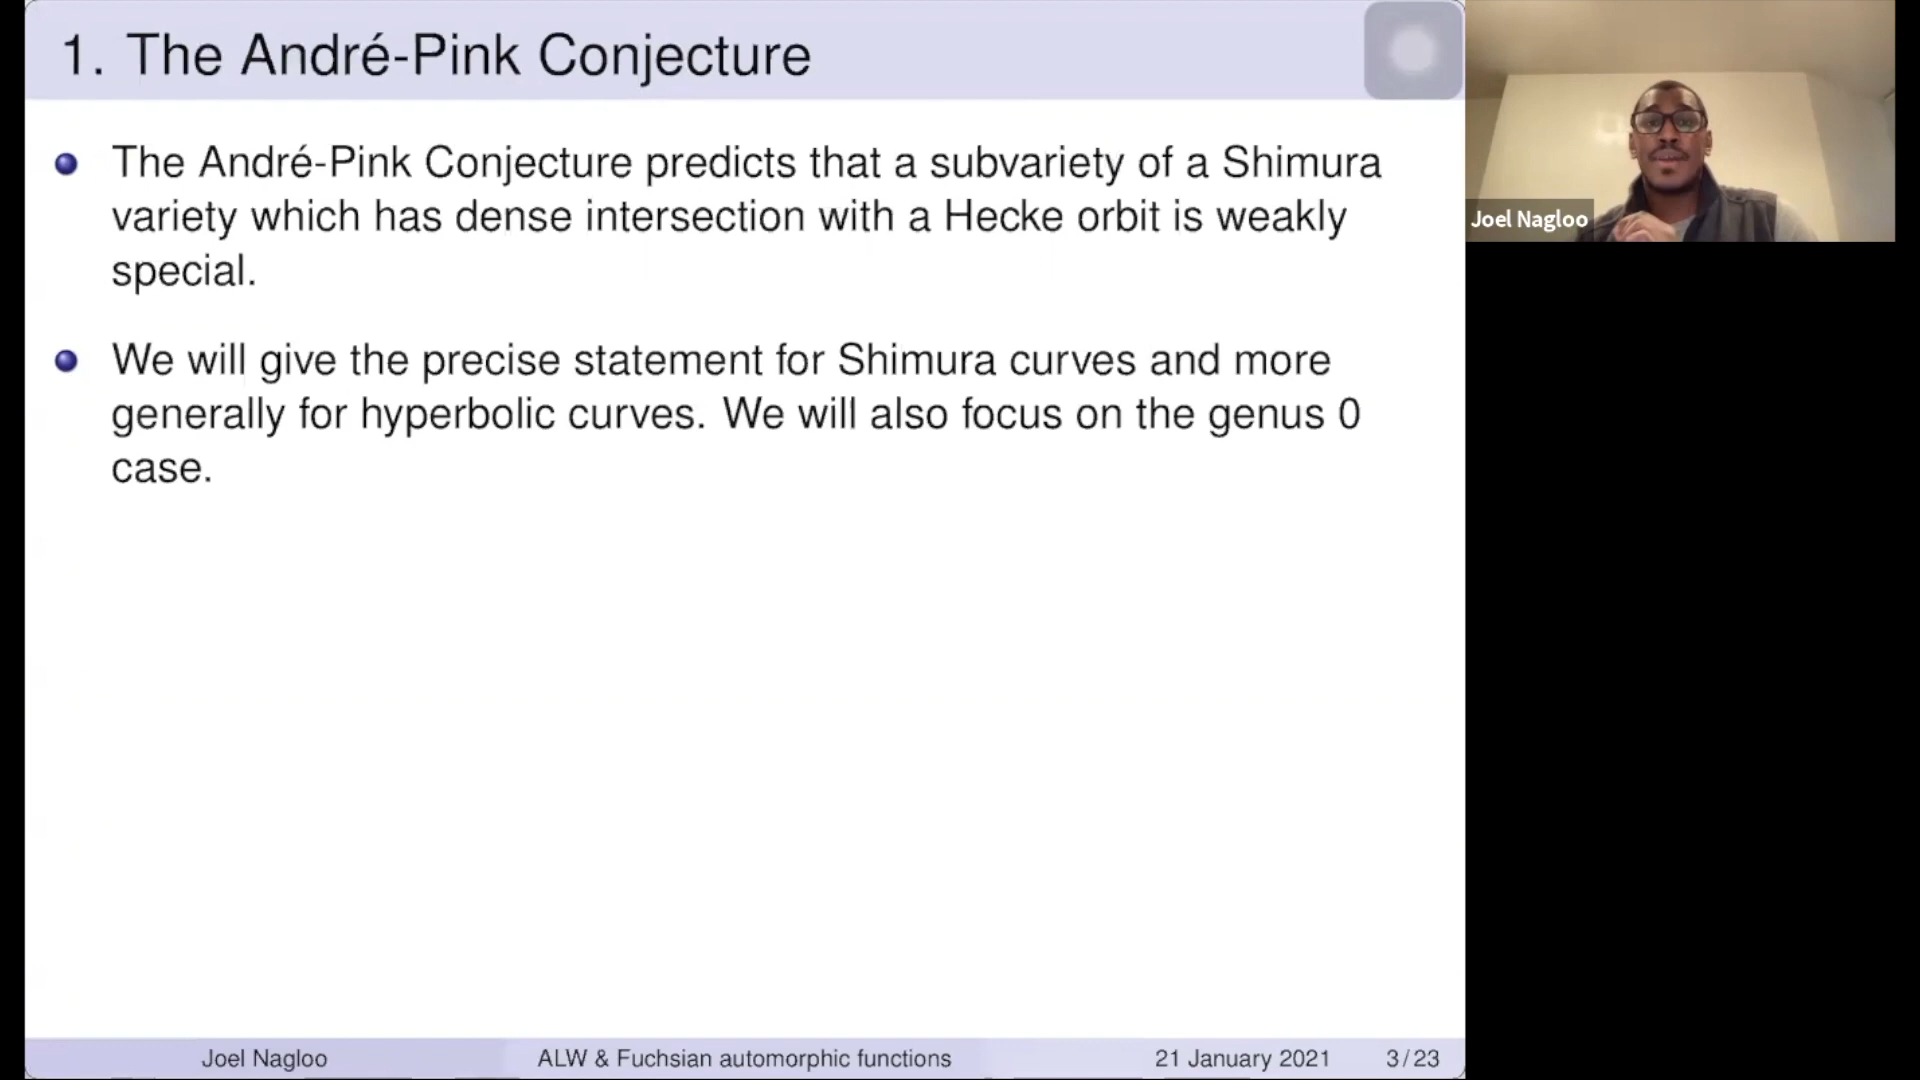 1. The André-Pink Conjecture
The André-Pink Conjecture predicts that a subvariety of a Shimura
variety which has dense intersection with a Hecke orbit is weakly
special.
We will give the precise statement for Shimura curves and more
generally for hyperbolic curves. We will also focus on the genus 0
case.
Joel Nagloo
Joel Nagloo ALW & Fuchsian automorphic functions 21 January 2021 3/23